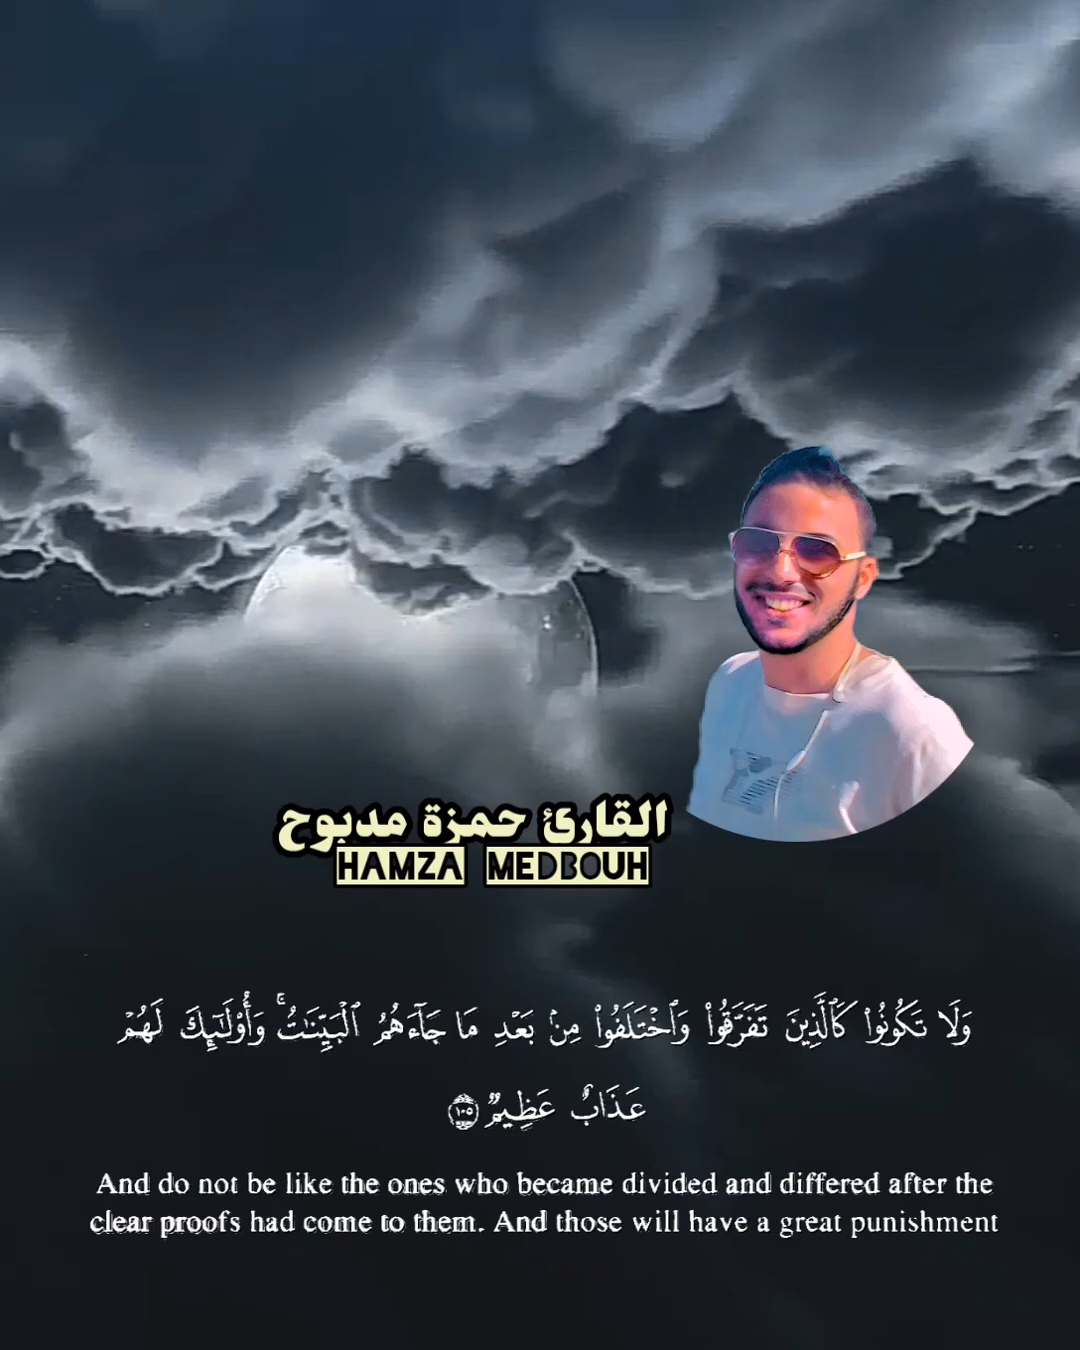 القارئ حمزة مدبوح
HAMZA MEDBOUH
وَلَا تَكُونُوا۟ كَٱلَّذِينَ تَفَرَّقُوا۟ وَٱخْتَلَفُوا۟ مِنۢ بَعْدِ مَا جَآءَهُمُ ٱلْبَيِّنَـٰتُ ۚ وَأُو۟لَـٰٓئِكَ لَهُمْ
عَذَابٌ عَظِيمٌ ١٠٥
And do not be like the ones who became divided and differed after the
clear proofs had come to them. And those will have a great punishment